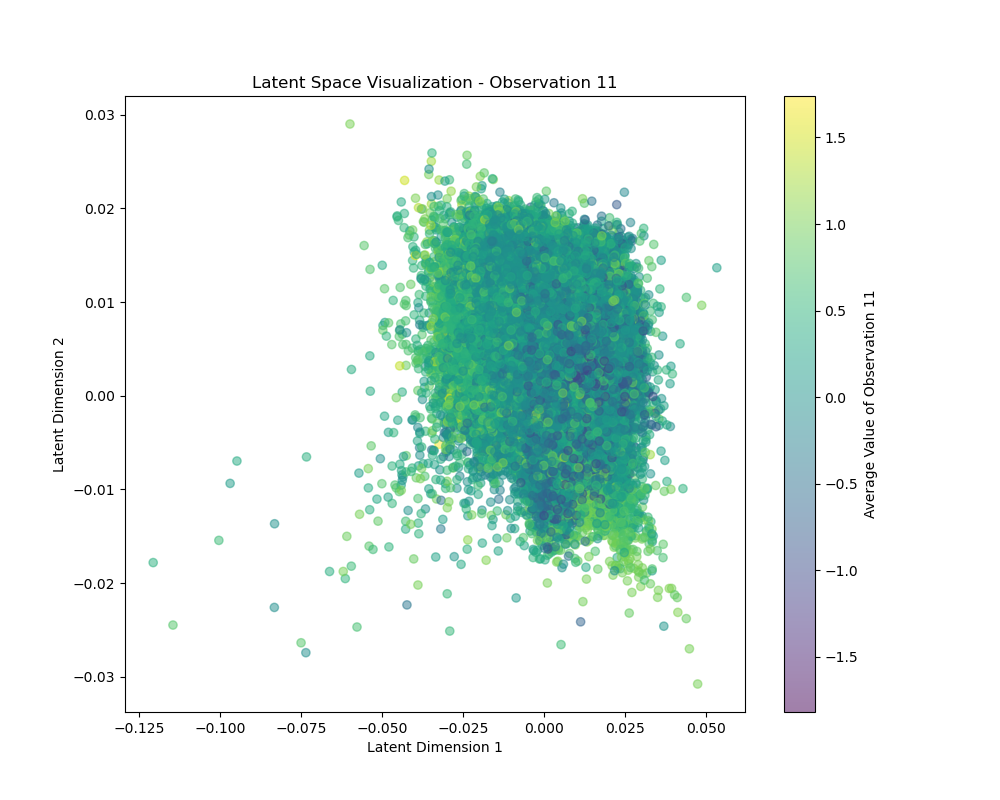 Latent Space Visualization - Observation 11
0.03
0.02
0.01
0.00
−0.01
−0.02
−0.03
Latent Dimension 2
−0.125 −0.100 −0.075 −0.050 −0.025 0.000 0.025 0.050
Latent Dimension 1
1.5
1.0
0.5
0.0
−0.5
−1.0
−1.5
Average Value of Observation 11